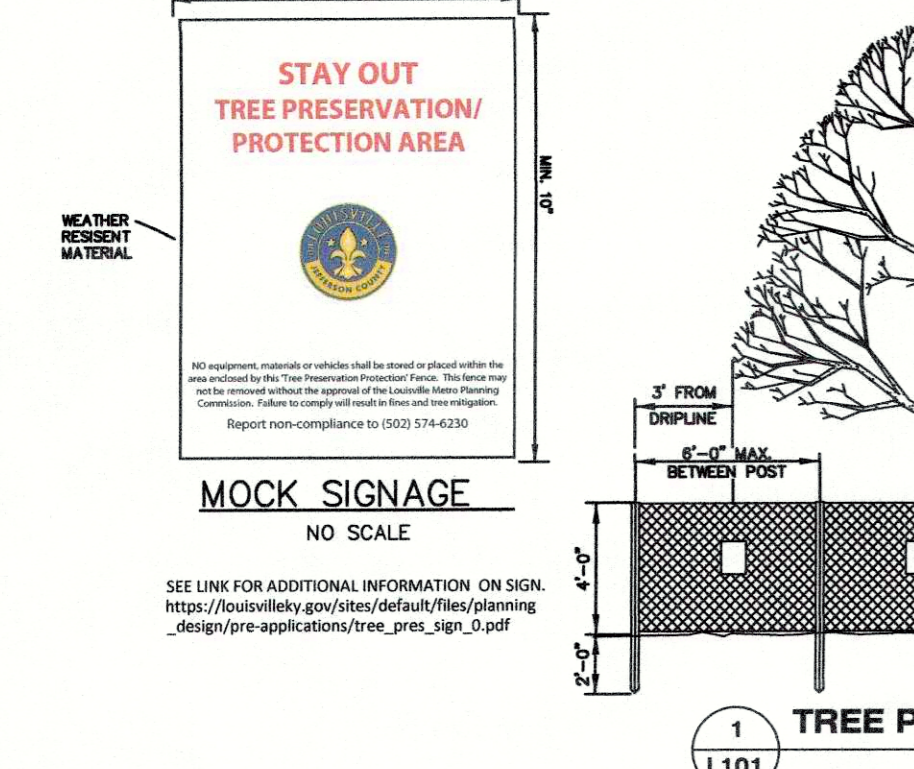 STAY OUT
TREE PRESERVATION/
PROTECTION AREA
LOUISVILLE
JEFFERSON COUNTY
NO equipment, materials or vehicles shall be stored or placed within the
area enclosed by this 'Tree Preservation Protection' Fence. This fence may
not be removed without the approval of the Louisville Metro Planning
Commission. Failure to comply will result in fines and tree mitigation.
Report non-compliance to (502) 574-6230
MIN. 10"
WEATHER
RESISENT
MATERIAL
MOCK SIGNAGE
NO SCALE
SEE LINK FOR ADDITIONAL INFORMATION ON SIGN.
https://louisvilleky.gov/sites/default/files/planning
_design/pre-applications/tree_pres_sign_0.pdf
3' FROM
DRIPLINE
6'-0" MAX.
BETWEEN POST
4'-0"
2'-0"
1
L101
TREE P